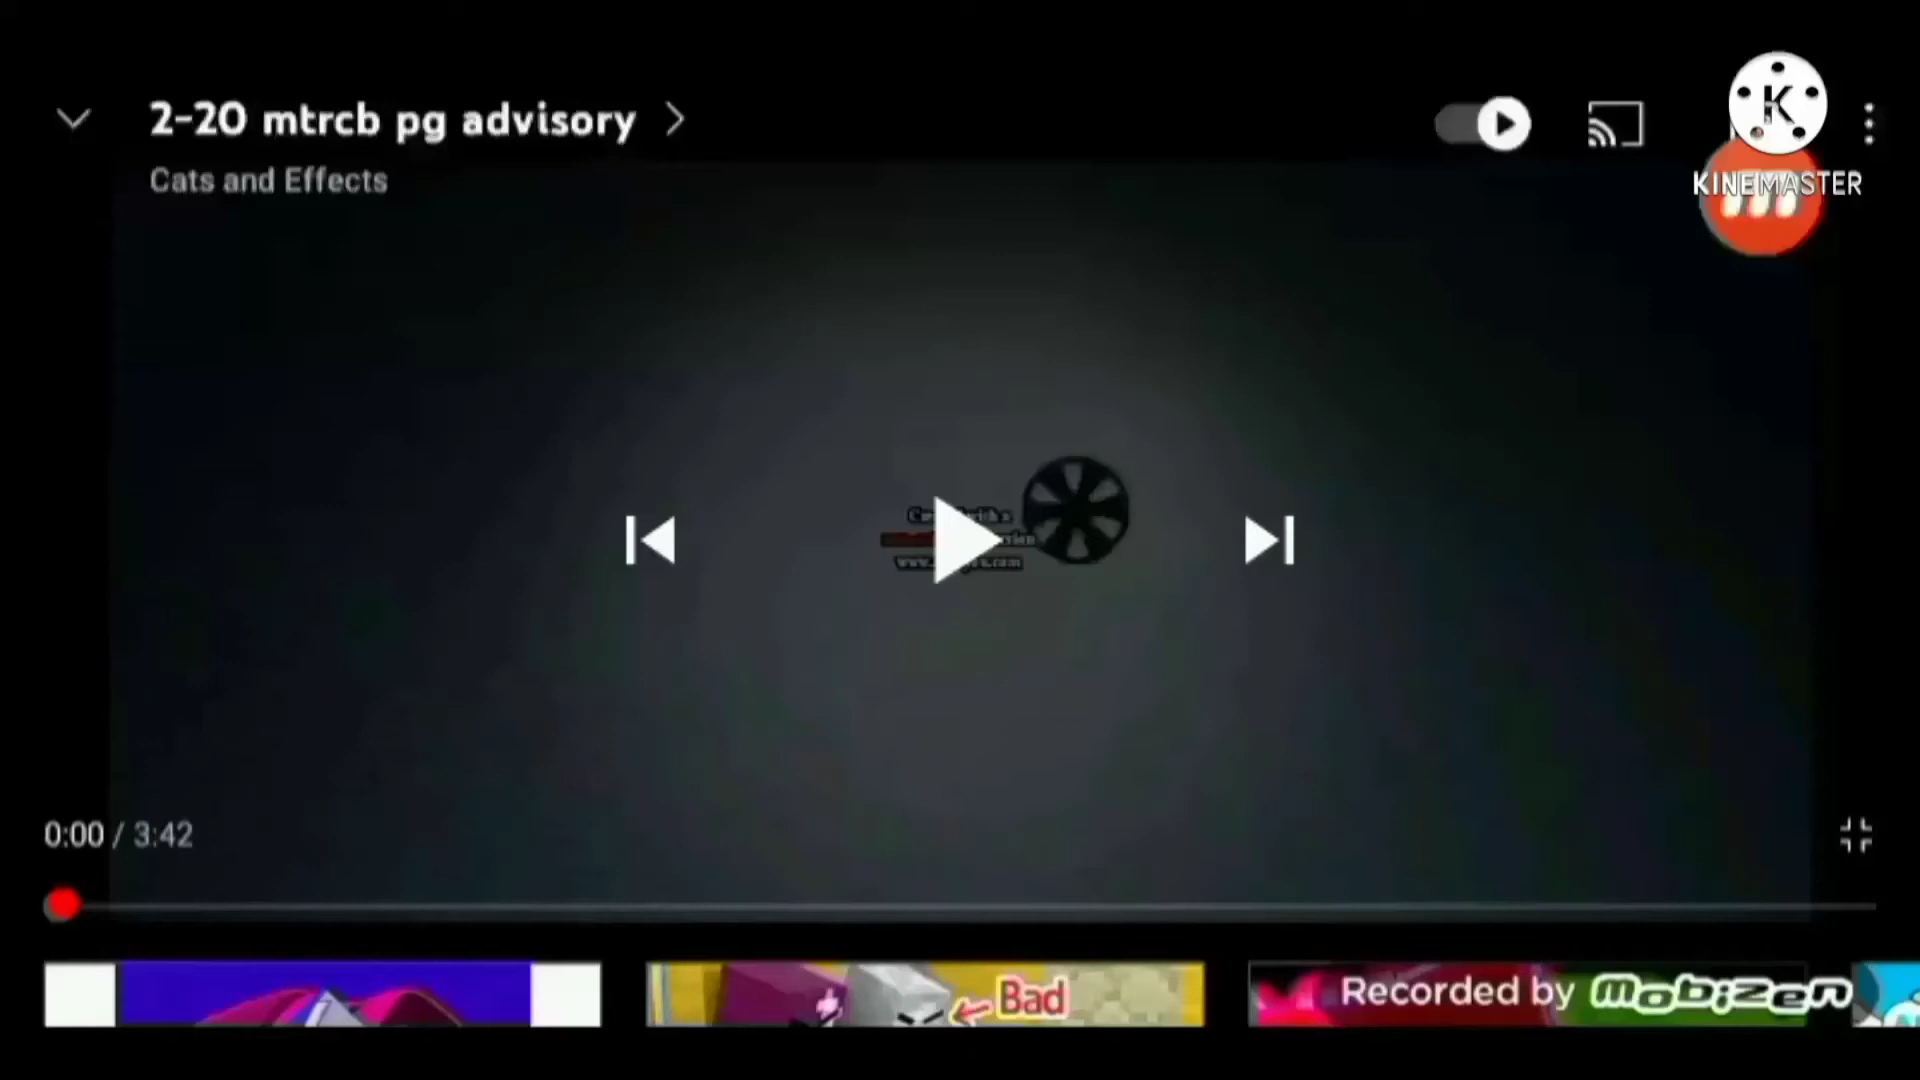 2-20 mtrcb pg advisory
Cats and Effects
K
KINEMASTER
0:00 / 3:42
Bad
Recorded by Mobizen